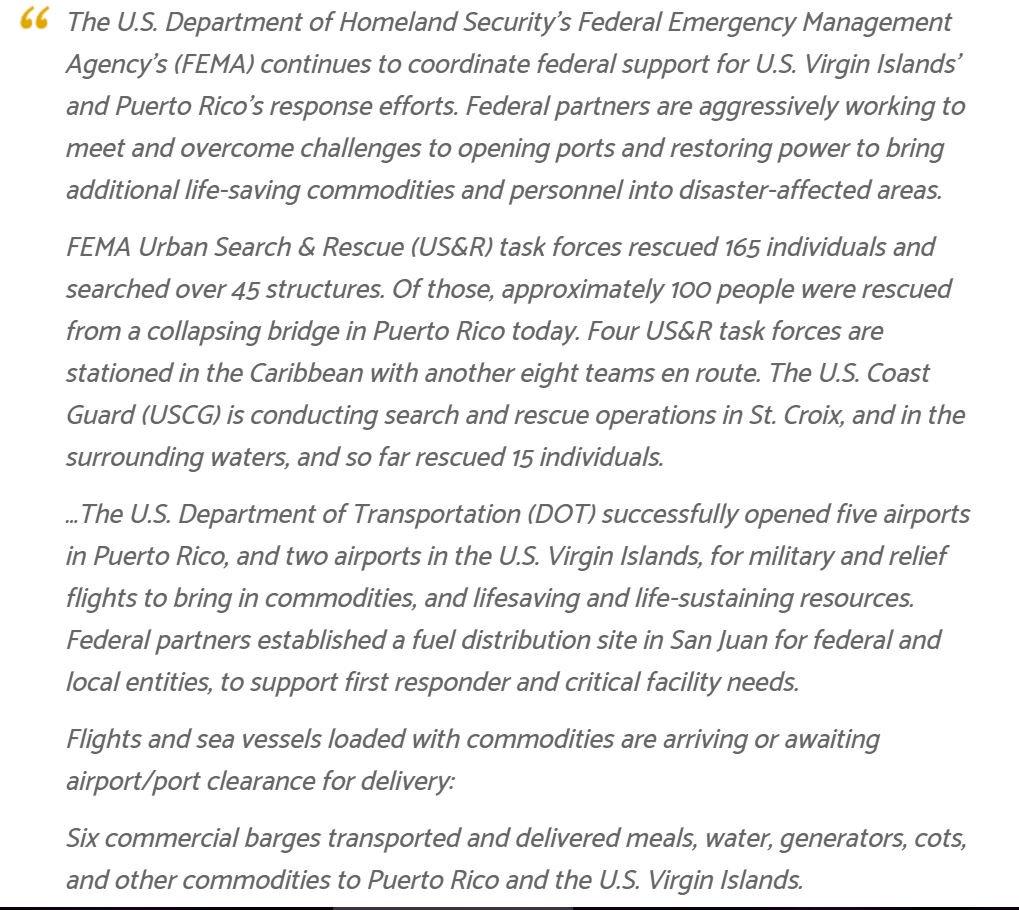 “ The U.S. Department of Homeland Security’s Federal Emergency Management
Agency’s (FEMA) continues to coordinate federal support for U.S. Virgin Islands’
and Puerto Rico’s response efforts. Federal partners are aggressively working to
meet and overcome challenges to opening ports and restoring power to bring
additional life-saving commodities and personnel into disaster-affected areas.
FEMA Urban Search & Rescue (US&R) task forces rescued 165 individuals and
searched over 45 structures. Of those, approximately 100 people were rescued
from a collapsing bridge in Puerto Rico today. Four US&R task forces are
stationed in the Caribbean with another eight teams en route. The U.S. Coast
Guard (USCG) is conducting search and rescue operations in St. Croix, and in the
surrounding waters, and so far rescued 15 individuals.
…The U.S. Department of Transportation (DOT) successfully opened five airports
in Puerto Rico, and two airports in the U.S. Virgin Islands, for military and relief
flights to bring in commodities, and lifesaving and life-sustaining resources.
Federal partners established a fuel distribution site in San Juan for federal and
local entities, to support first responder and critical facility needs.
Flights and sea vessels loaded with commodities are arriving or awaiting
airport/port clearance for delivery:
Six commercial barges transported and delivered meals, water, generators, cots,
and other commodities to Puerto Rico and the U.S. Virgin Islands.